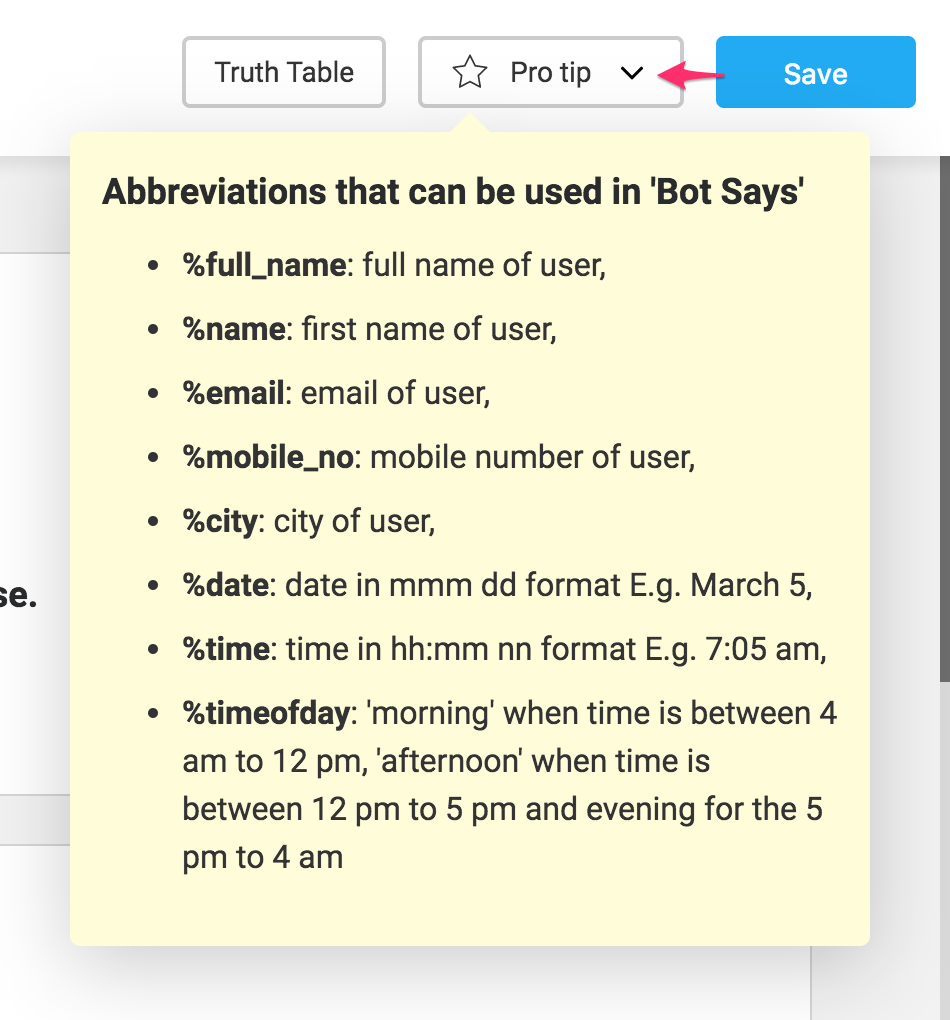 Truth Table
Pro tip
Save
Abbreviations that can be used in 'Bot Says'
• %full_name: full name of user,
• %name: first name of user,
• %email: email of user,
• %mobile_no: mobile number of user,
• %city: city of user,
• %date: date in mmm dd format E.g. March 5,
se.
• %time: time in hh:mm nn format E.g. 7:05 am,
• %timeofday: 'morning' when time is between 4
am to 12 pm, 'afternoon' when time is
between 12 pm to 5 pm and evening for the 5
pm to 4 am